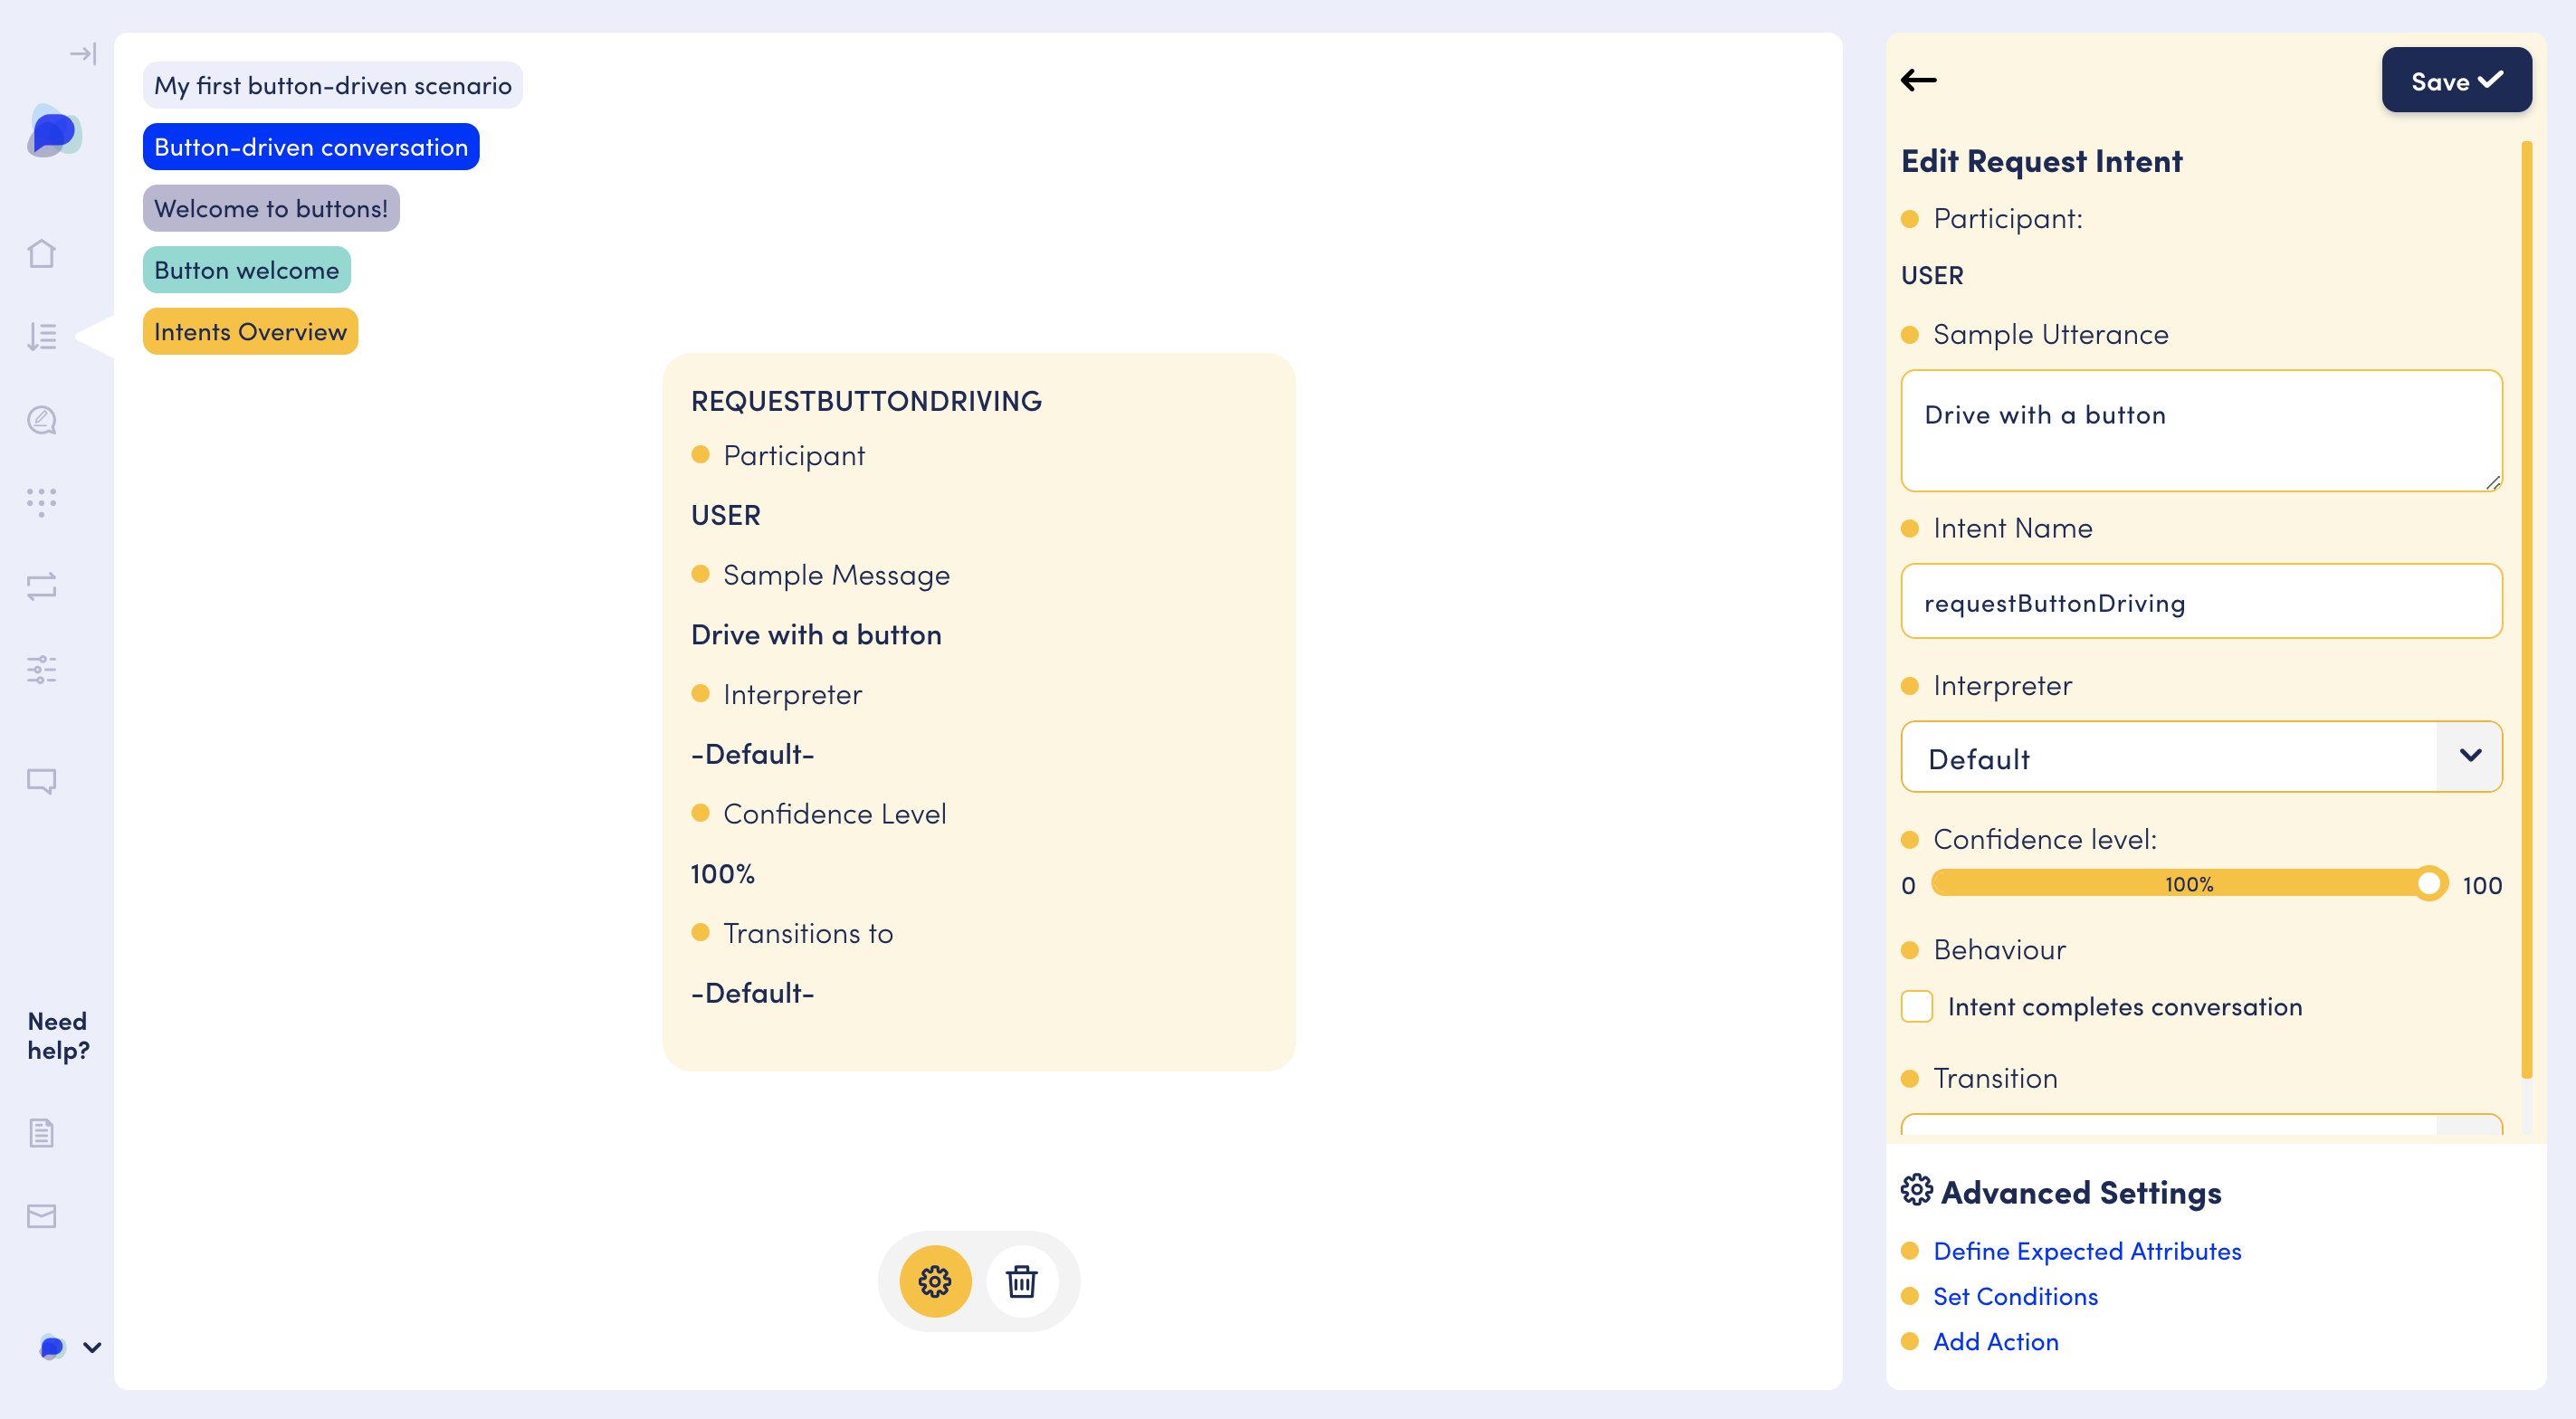 My first button-driven scenario
Button-driven conversation
Welcome to buttons!
Button welcome
Intents Overview
Need
help?
REQUESTBUTTONDRIVING
Participant
USER
Sample Message
Drive with a button
Interpreter
-Default-
Confidence Level
100%
Transitions to
-Default-
Save
Edit Request Intent
Participant:
USER
Sample Utterance
Drive with a button
Intent Name
requestButtonDriving
Interpreter
Default
Confidence level:
0 100% 100
Behaviour
Intent completes conversation
Transition
Advanced Settings
Define Expected Attributes
Set Conditions
Add Action